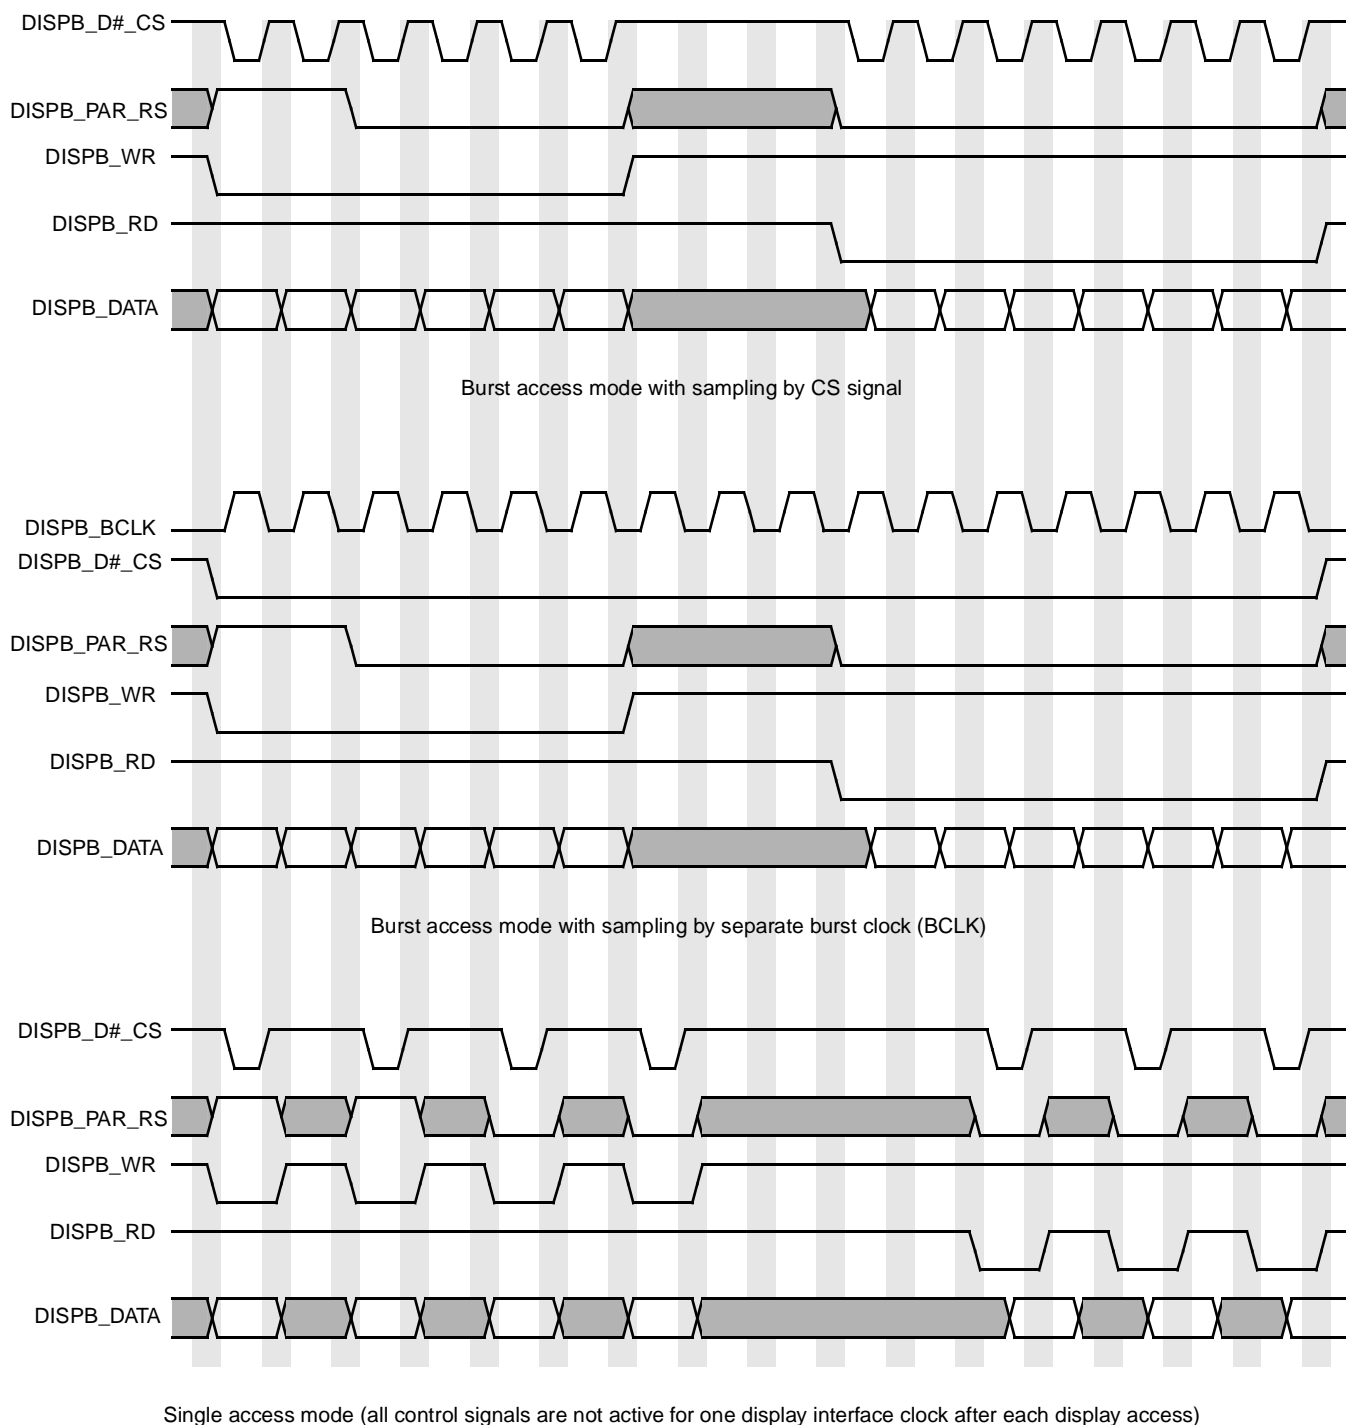 DISPB_D#_CS
DISPB_PAR_RS
DISPB_WR
DISPB_RD
DISPB_DATA
Burst access mode with sampling by CS signal
DISPB_BCLK
DISPB_D#_CS
DISPB_PAR_RS
DISPB_WR
DISPB_RD
DISPB_DATA
Burst access mode with sampling by separate burst clock (BCLK)
DISPB_D#_CS
DISPB_PAR_RS
DISPB_WR
DISPB_RD
DISPB_DATA
Single access mode (all control signals are not active for one display interface clock after each display access)